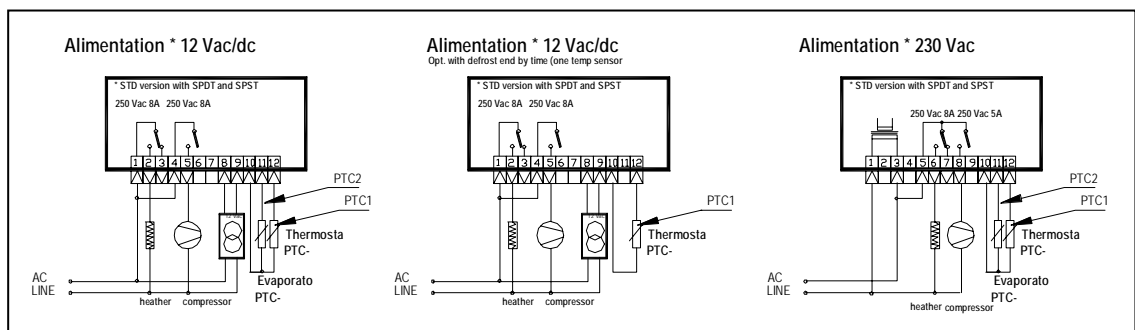 Alimentation * 12 Vac/dc
* STD version with SPDT and SPST
250 Vac 8A 250 Vac 8A
1 2 3 4 5 6 7 8 9 10 11 12
PTC2
PTC1
12 VAC
Thermosta
PTC-
AC
LINE
Evaporato
PTC-
heather compressor
Alimentation * 12 Vac/dc
Opt. with defrost end by time (one temp sensor
* STD version with SPDT and SPST
250 Vac 8A 250 Vac 8A
1 2 3 4 5 6 7 8 9 10 11 12
PTC1
12 VAC
Thermosta
PTC-
AC
LINE
heather compressor
Alimentation * 230 Vac
* STD version with SPDT and SPST
250 Vac 8A 250 Vac 5A
1 2 3 4 5 6 7 8 9 10 11 12
PTC2
PTC1
Thermosta
PTC-
AC
LINE
Evaporato
PTC-
heather compressor